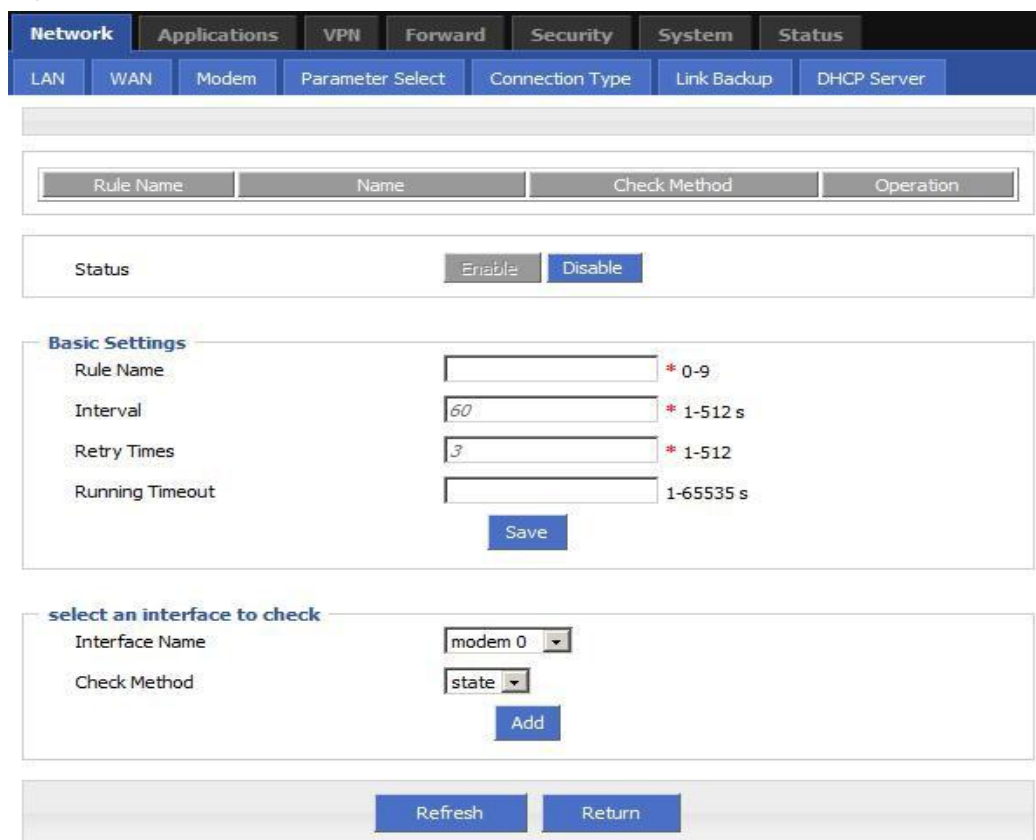 Network Applications VPN Forward Security System Status
LAN WAN Modem Parameter Select Connection Type Link Backup DHCP Server
Rule Name Name Check Method Operation
Status Enable Disable
Basic Settings
Rule Name * 0-9
Interval 60 * 1-512 s
Retry Times 3 * 1-512
Running Timeout 1-65535 s
Save
select an interface to check
Interface Name modem 0
Check Method state
Add
Refresh Return